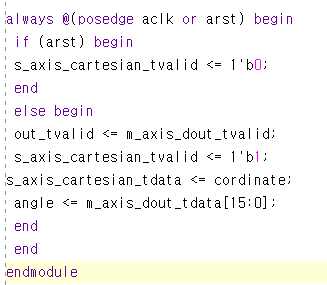 always @(posedge aclk or arst) begin
if (arst) begin
s_axis_cartesian_tvalid <= 1'b0;
end
else begin
out_tvalid <= m_axis_dout_tvalid;
s_axis_cartesian_tvalid <= 1'b1;
s_axis_cartesian_tdata <= cordinate;
angle <= m_axis_dout_tdata[15:0];
end
end
endmodule